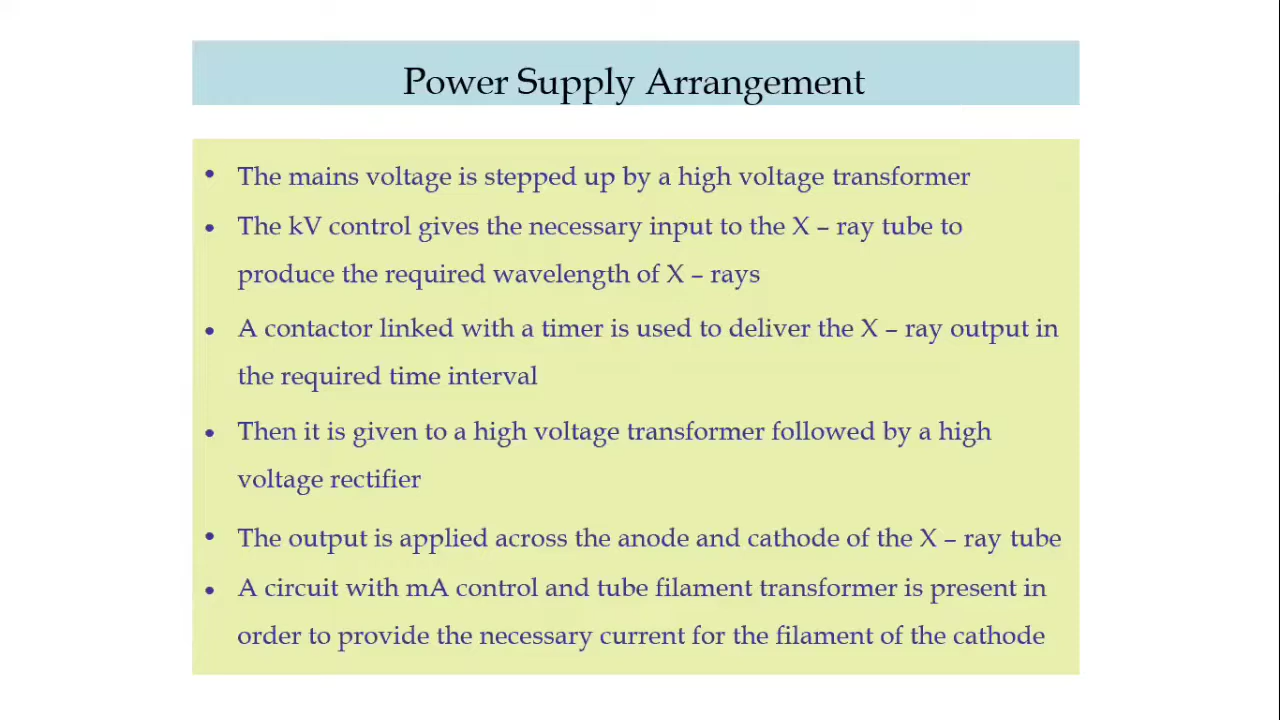 Power Supply Arrangement
• The mains voltage is stepped up by a high voltage transformer
• The kV control gives the necessary input to the X – ray tube to
produce the required wavelength of X – rays
• A contactor linked with a timer is used to deliver the X – ray output in
the required time interval
• Then it is given to a high voltage transformer followed by a high
voltage rectifier
• The output is applied across the anode and cathode of the X – ray tube
• A circuit with mA control and tube filament transformer is present in
order to provide the necessary current for the filament of the cathode